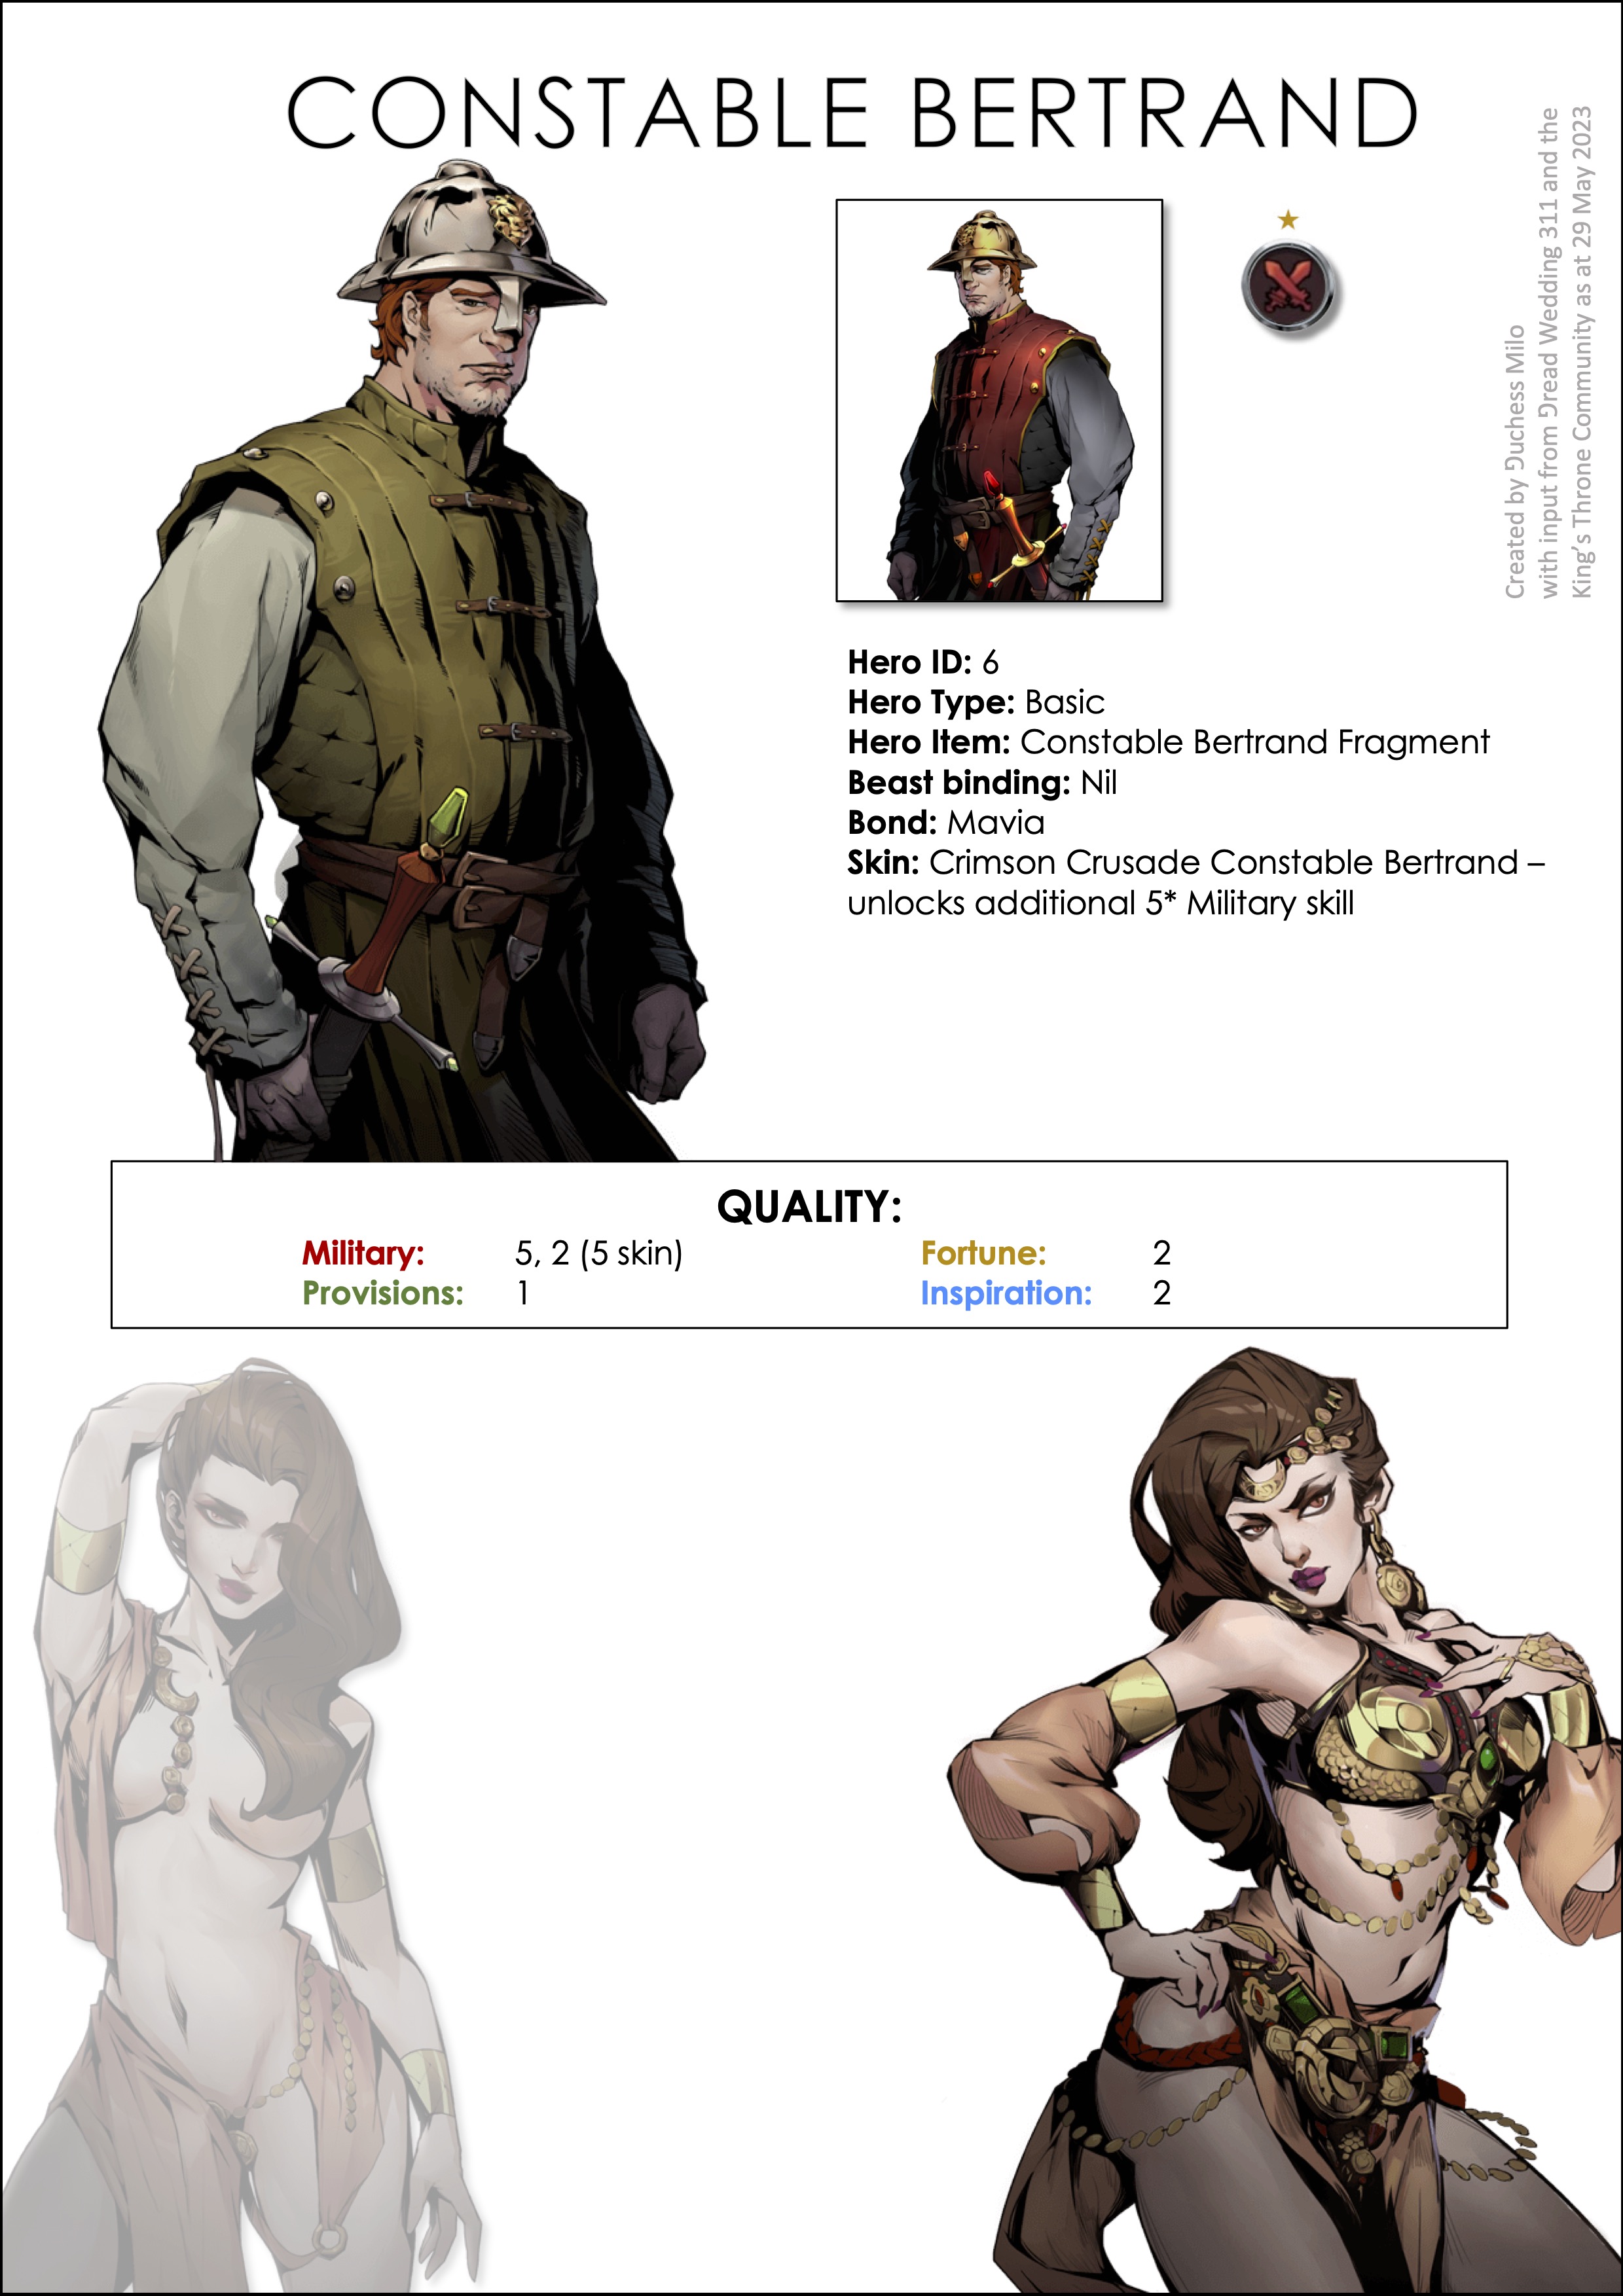 CONSTABLE BERTRAND
Created by Duchess Milo
with input from Dread Wedding 311 and the
King's Throne Community as at 29 May 2023
Hero ID: 6
Hero Type: Basic
Hero Item: Constable Bertrand Fragment
Beast binding: Nil
Bond: Mavia
Skin: Crimson Crusade Constable Bertrand –
unlocks additional 5* Military skill
QUALITY:
Military: 5, 2 (5 skin) Fortune: 2
Provisions: 1 Inspiration: 2